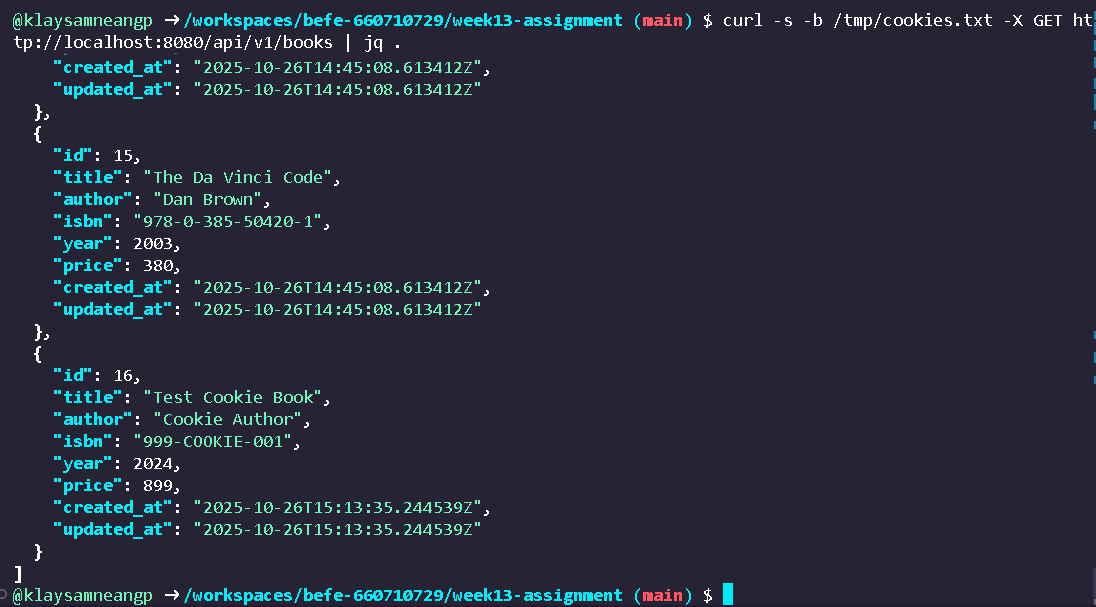 @klaysamneangp →/workspaces/befe-660710729/week13-assignment (main) $ curl -s -b /tmp/cookies.txt -X GET ht
tp://localhost:8080/api/v1/books | jq .
    "created_at": "2025-10-26T14:45:08.613412Z",
    "updated_at": "2025-10-26T14:45:08.613412Z"
  },
  {
    "id": 15,
    "title": "The Da Vinci Code",
    "author": "Dan Brown",
    "isbn": "978-0-385-50420-1",
    "year": 2003,
    "price": 380,
    "created_at": "2025-10-26T14:45:08.613412Z",
    "updated_at": "2025-10-26T14:45:08.613412Z"
  },
  {
    "id": 16,
    "title": "Test Cookie Book",
    "author": "Cookie Author",
    "isbn": "999-COOKIE-001",
    "year": 2024,
    "price": 899,
    "created_at": "2025-10-26T15:13:35.244539Z",
    "updated_at": "2025-10-26T15:13:35.244539Z"
  }
]
@klaysamneangp →/workspaces/befe-660710729/week13-assignment (main) $